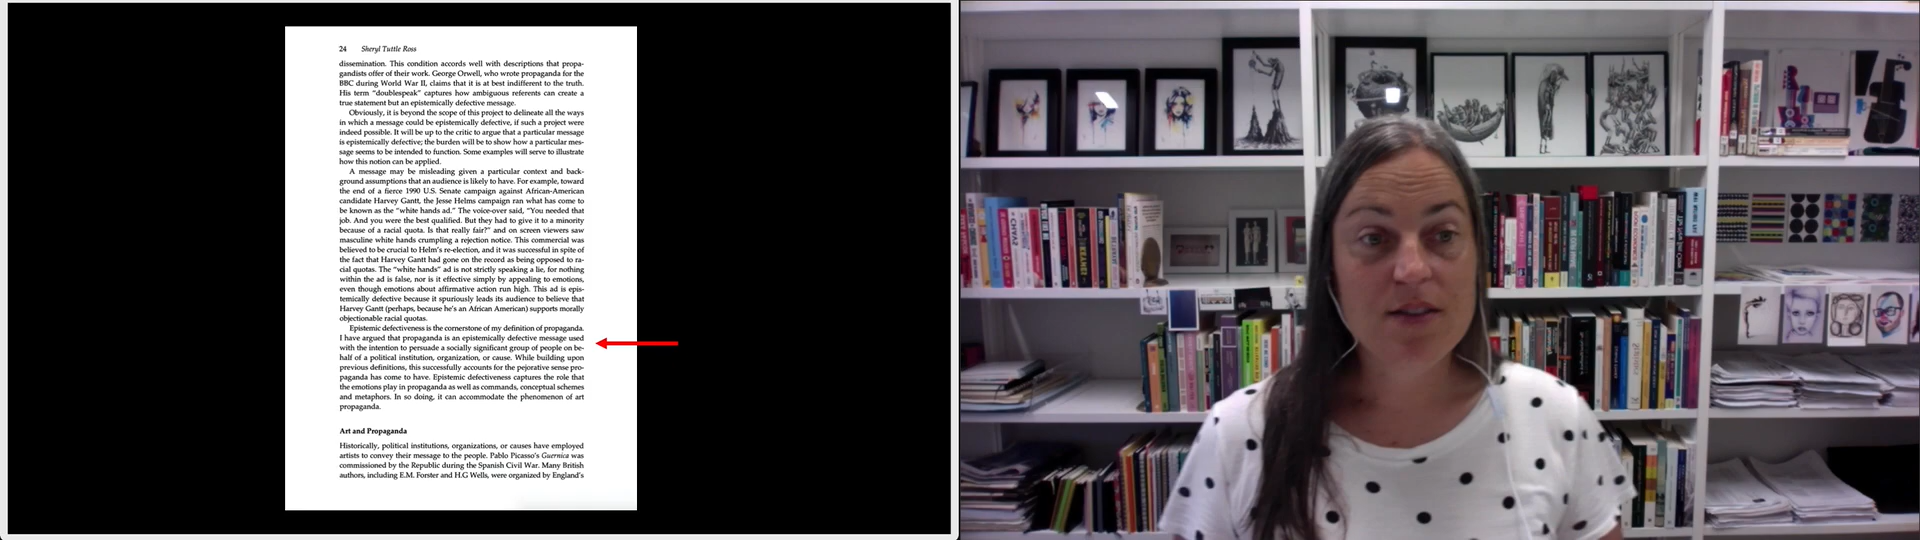 24 Sheryl Tuttle Ross
dissemination. This condition accords well with descriptions that propa-
gandists offer of their work. George Orwell, who wrote propaganda for the
BBC during World War II, claims that it is at best indifferent to the truth.
His term “doublespeak” captures how ambiguous referents can create a
true statement but an epistemically defective message.
Obviously, it is beyond the scope of this project to delineate all the ways
in which a message could be epistemically defective, if such a project were
indeed possible. It will be up to the critic to argue that a particular message
is epistemically defective; the burden will be to show how a particular mes-
sage seems to be intended to function. Some examples will serve to illustrate
how this notion can be applied.
A message may be misleading given a particular context and back-
ground assumptions that an audience is likely to have. For example, toward
the end of a fierce 1990 U.S. Senate campaign against African-American
candidate Harvey Gantt, the Jesse Helms campaign ran what has come to
be known as the “white hands ad.” The voice-over said, “You needed that
job. And you were the best qualified. But they had to give it to a minority
because of a racial quota. Is that really fair?” and on screen viewers saw
masculine white hands crumpling a rejection notice. This commercial was
believed to be crucial to Helm’s re-election, and it was successful in spite of
the fact that Harvey Gantt had gone on the record as being opposed to ra-
cial quotas. The “white hands” ad is not strictly speaking a lie, for nothing
within the ad is false, nor is it effective simply by appealing to emotions,
even though emotions about affirmative action run high. This ad is epis-
temically defective because it spuriously leads its audience to believe that
Harvey Gantt (perhaps, because he’s an African American) supports morally
objectionable racial quotas.
Epistemic defectiveness is the cornerstone of my definition of propaganda.
I have argued that propaganda is an epistemically defective message used
with the intention to persuade a socially significant group of people on be-
half of a political institution, organization, or cause. While building upon
previous definitions, this successfully accounts for the pejorative sense pro-
paganda has come to have. Epistemic defectiveness captures the role that
the emotions play in propaganda as well as commands, conceptual schemes
and metaphors. In so doing, it can accommodate the phenomenon of art
propaganda.
Art and Propaganda
Historically, political institutions, organizations, or causes have employed
artists to convey their message to the people. Pablo Picasso’s Guernica was
commissioned by the Republic during the Spanish Civil War. Many British
authors, including E.M. Forster and H.G Wells, were organized by England’s